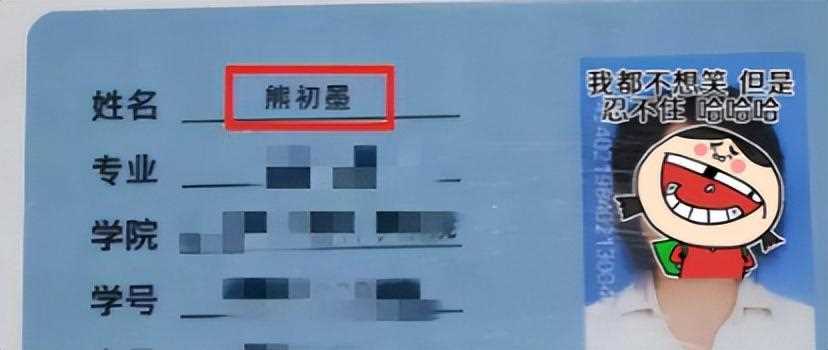 姓名 熊初墨
专业
学院
学号
我都不想笑 但是
忍不住 哈哈哈